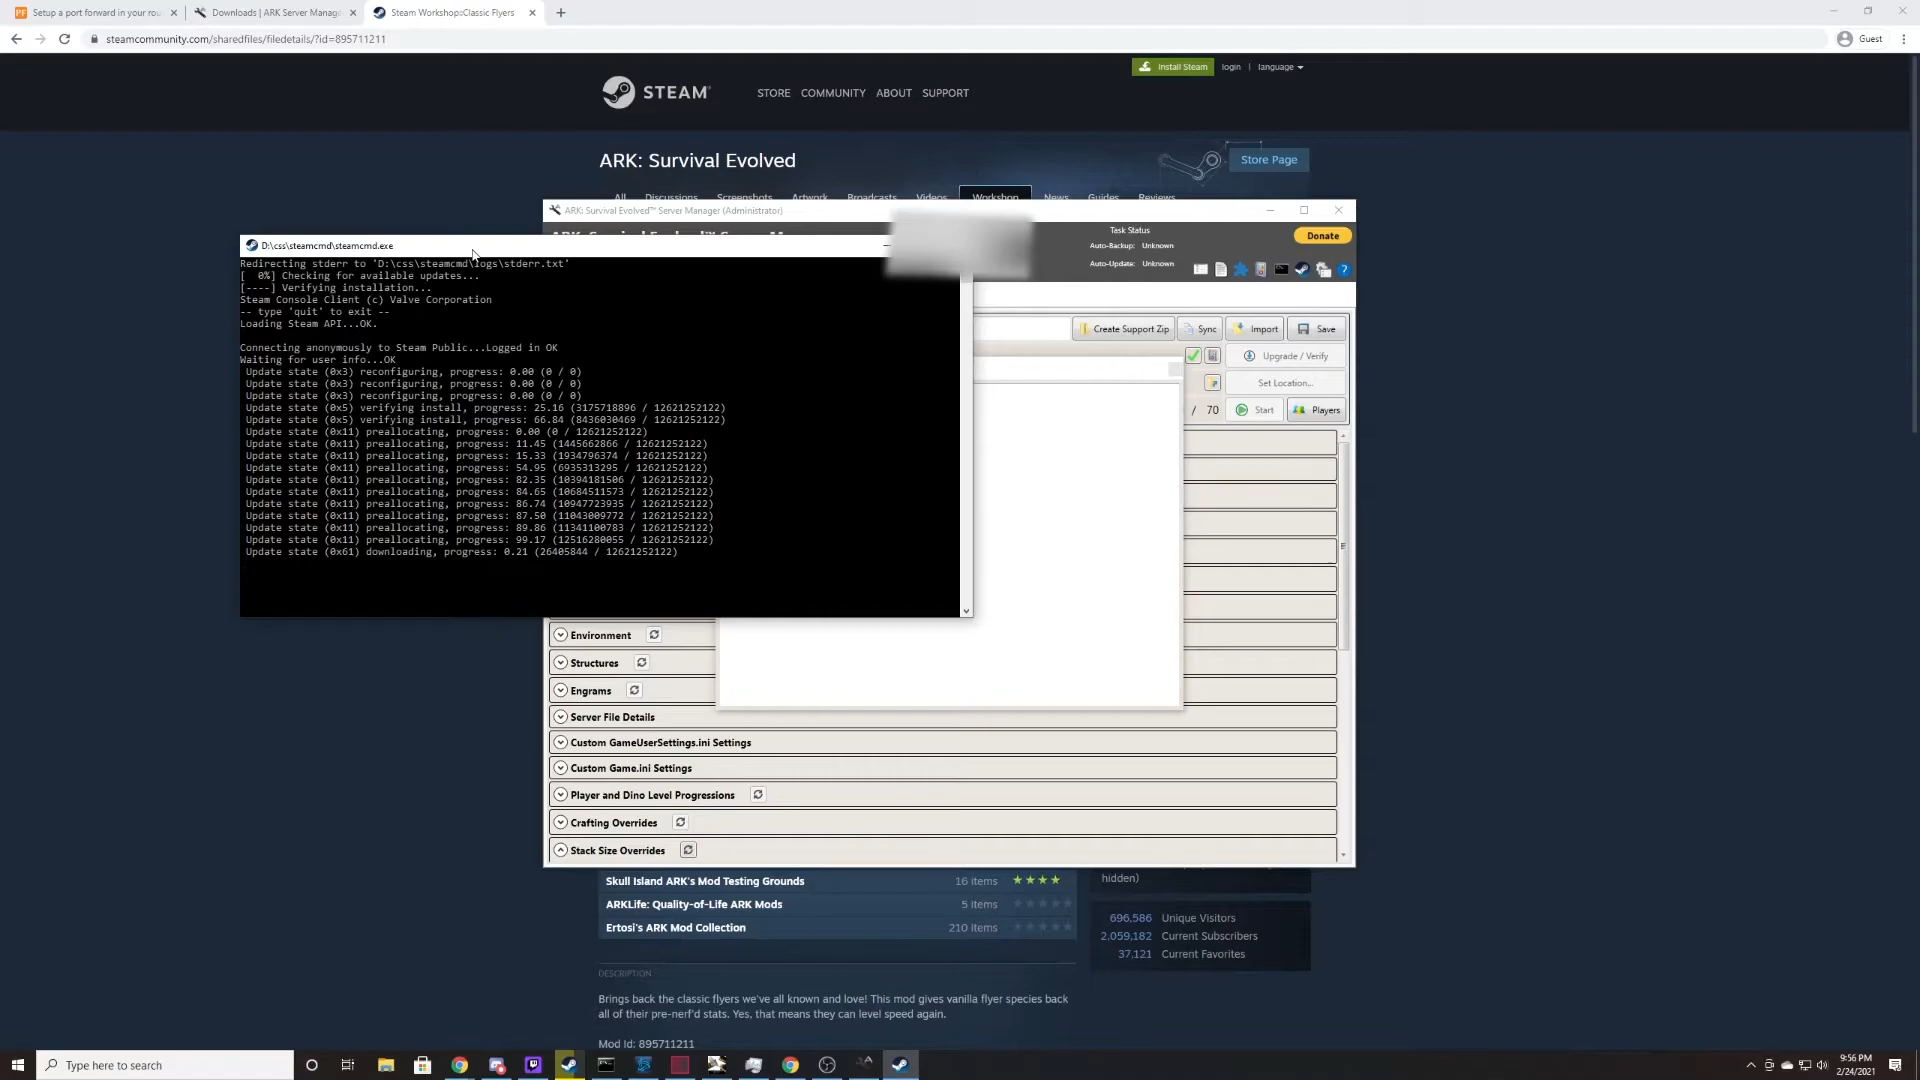 Setup a port forward in your rou
Downloads | ARK Server Manage
Steam Workshop::Classic Flyers
steamcommunity.com/sharedfiles/filedetails/?id=895711211
Guest
Install Steam
login | language
STEAM
STORE COMMUNITY ABOUT SUPPORT
ARK: Survival Evolved
Store Page
All Discussions Screenshots Artwork Broadcasts Videos Workshop News Guides Reviews
ARK: Survival Evolved™ Server Manager (Administrator)
Task Status
Auto-Backup: Unknown
Auto-Update: Unknown
Donate
D:\css\steamcmd\steamcmd.exe
Redirecting stderr to 'D:\css\steamcmd\logs\stderr.txt'
[  0%] Checking for available updates...
[----] Verifying installation...
Steam Console Client (c) Valve Corporation
-- type 'quit' to exit --
Loading Steam API...OK.
Connecting anonymously to Steam Public...Logged in OK
Waiting for user info...OK
Update state (0x3) reconfiguring, progress: 0.00 (0 / 0)
Update state (0x3) reconfiguring, progress: 0.00 (0 / 0)
Update state (0x3) reconfiguring, progress: 0.00 (0 / 0)
Update state (0x5) verifying install, progress: 25.16 (3175718896 / 12621252122)
Update state (0x5) verifying install, progress: 66.84 (8436030469 / 12621252122)
Update state (0x11) preallocating, progress: 0.00 (0 / 12621252122)
Update state (0x11) preallocating, progress: 11.45 (1445662866 / 12621252122)
Update state (0x11) preallocating, progress: 15.33 (1934796374 / 12621252122)
Update state (0x11) preallocating, progress: 54.95 (6935313295 / 12621252122)
Update state (0x11) preallocating, progress: 82.35 (10394181506 / 12621252122)
Update state (0x11) preallocating, progress: 84.65 (10684511573 / 12621252122)
Update state (0x11) preallocating, progress: 86.74 (10947723935 / 12621252122)
Update state (0x11) preallocating, progress: 87.50 (11043009772 / 12621252122)
Update state (0x11) preallocating, progress: 89.86 (11341100783 / 12621252122)
Update state (0x11) preallocating, progress: 99.17 (12516280055 / 12621252122)
Update state (0x61) downloading, progress: 0.21 (26405844 / 12621252122)
Create Support Zip Sync Import Save
Upgrade / Verify
Set Location...
/ 70 Start Players
Environment
Structures
Engrams
Server File Details
Custom GameUserSettings.ini Settings
Custom Game.ini Settings
Player and Dino Level Progressions
Crafting Overrides
Stack Size Overrides
Skull Island ARK's Mod Testing Grounds 16 items
ARKLife: Quality-of-Life ARK Mods 5 items
Ertosi's ARK Mod Collection 210 items
hidden)
696,586 Unique Visitors
2,059,182 Current Subscribers
37,121 Current Favorites
DESCRIPTION
Brings back the classic flyers we've all known and love! This mod gives vanilla flyer species back
all of their pre-nerf'd stats. Yes, that means they can level speed again.
Mod Id: 895711211
Type here to search
9:56 PM
2/24/2021